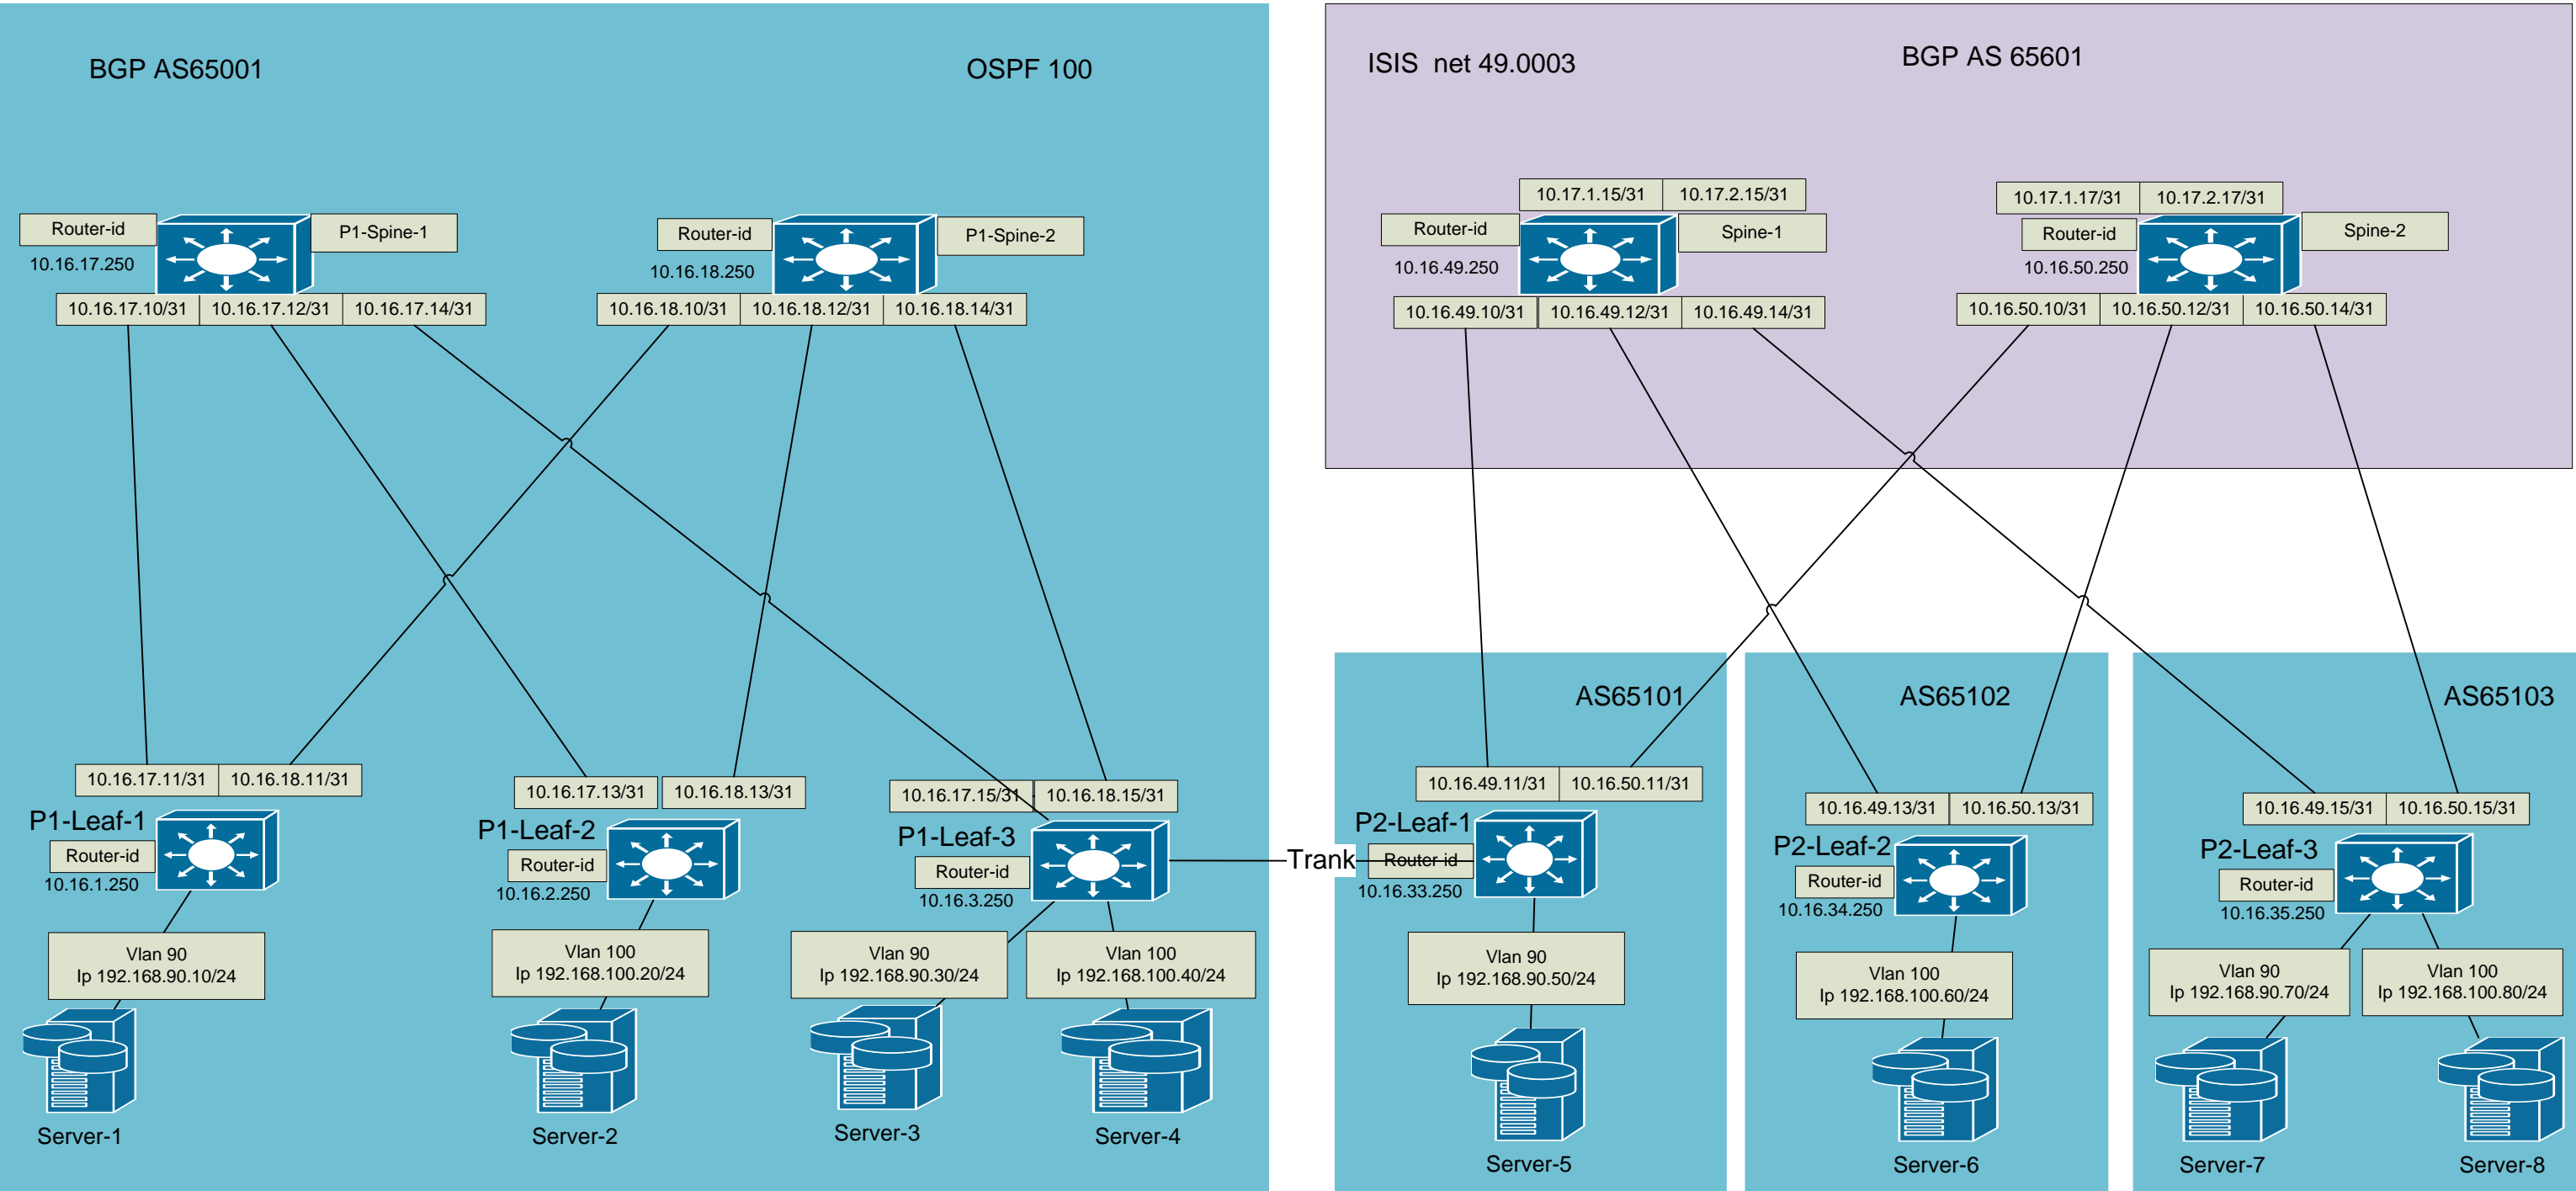 BGP AS65001
OSPF 100
ISIS  net 49.0003
BGP AS 65601
Router-id
10.16.17.250
P1-Spine-1
10.16.17.10/31
10.16.17.12/31
10.16.17.14/31
Router-id
10.16.18.250
P1-Spine-2
10.16.18.10/31
10.16.18.12/31
10.16.18.14/31
10.17.1.15/31
10.17.2.15/31
Router-id
10.16.49.250
Spine-1
10.16.49.10/31
10.16.49.12/31
10.16.49.14/31
10.17.1.17/31
10.17.2.17/31
Router-id
10.16.50.250
Spine-2
10.16.50.10/31
10.16.50.12/31
10.16.50.14/31
AS65101
AS65102
AS65103
10.16.17.11/31
10.16.18.11/31
P1-Leaf-1
Router-id
10.16.1.250
10.16.17.13/31
10.16.18.13/31
P1-Leaf-2
Router-id
10.16.2.250
10.16.17.15/31
10.16.18.15/31
P1-Leaf-3
Router-id
10.16.3.250
Trank
10.16.49.11/31
10.16.50.11/31
P2-Leaf-1
Router-id
10.16.33.250
10.16.49.13/31
10.16.50.13/31
P2-Leaf-2
Router-id
10.16.34.250
10.16.49.15/31
10.16.50.15/31
P2-Leaf-3
Router-id
10.16.35.250
Vlan 90
Ip 192.168.90.10/24
Vlan 100
Ip 192.168.100.20/24
Vlan 90
Ip 192.168.90.30/24
Vlan 100
Ip 192.168.100.40/24
Vlan 90
Ip 192.168.90.50/24
Vlan 100
Ip 192.168.100.60/24
Vlan 90
Ip 192.168.90.70/24
Vlan 100
Ip 192.168.100.80/24
Server-1
Server-2
Server-3
Server-4
Server-5
Server-6
Server-7
Server-8